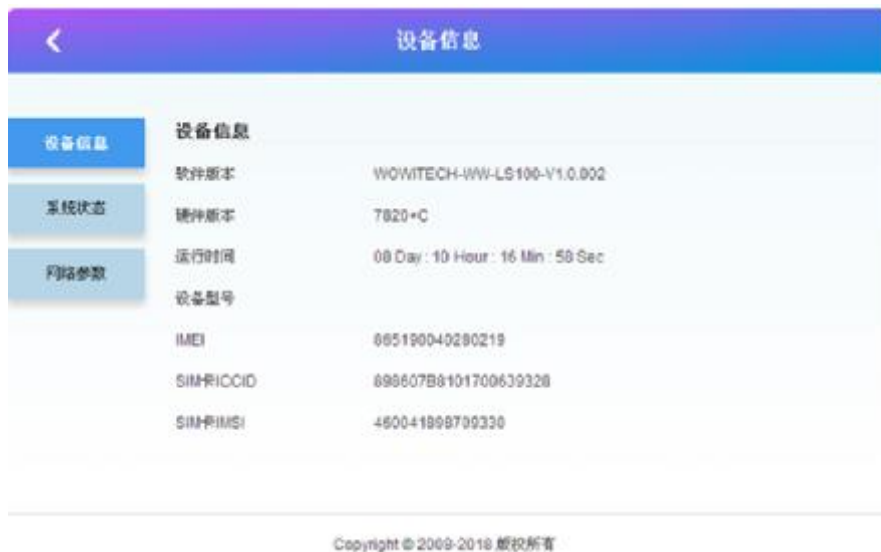 设备信息
设备信息
设备信息
软件版本 WOWITECH-WW-LS100-V1.0.002
系统状态
硬件版本 7820+C
运行时间 08 Day : 10 Hour : 16 Min : 58 Sec
网络参数
设备型号
IMEI 865190040280219
SIM卡ICCID 898607B8101700639328
SIM卡IMSI 460041898709330
Copyright © 2009-2018 版权所有